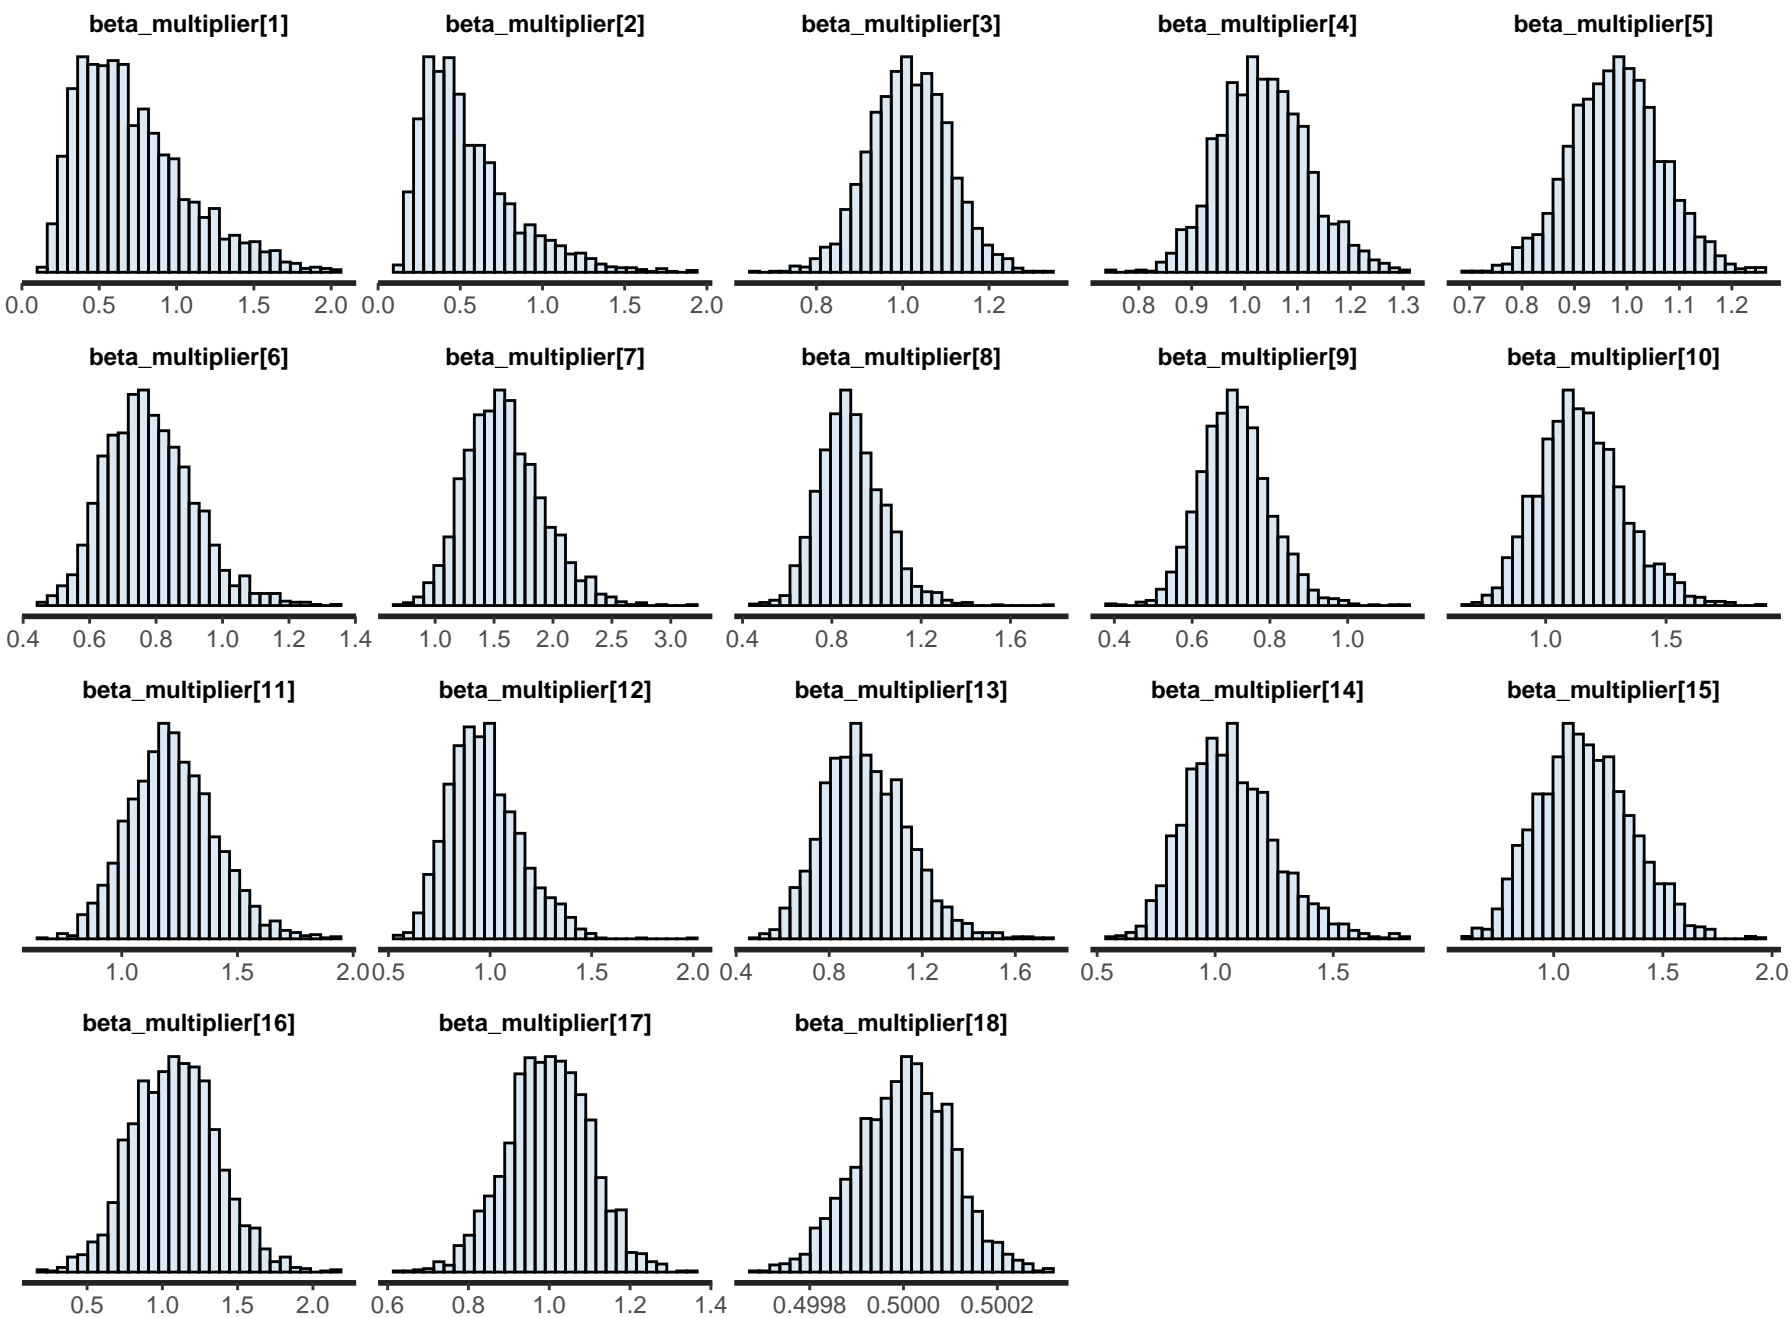 beta_multiplier[1] beta_multiplier[2] beta_multiplier[3] beta_multiplier[4] beta_multiplier[5]
0.0 0.5 1.0 1.5 2.0 0.0 0.5 1.0 1.5 2.0 0.8 1.0 1.2 0.8 0.9 1.0 1.1 1.2 1.3 0.7 0.8 0.9 1.0 1.1 1.2
beta_multiplier[6] beta_multiplier[7] beta_multiplier[8] beta_multiplier[9] beta_multiplier[10]
0.4 0.6 0.8 1.0 1.2 1.4 1.0 1.5 2.0 2.5 3.0 0.4 0.8 1.2 1.6 0.4 0.6 0.8 1.0 1.0 1.5
beta_multiplier[11] beta_multiplier[12] beta_multiplier[13] beta_multiplier[14] beta_multiplier[15]
1.0 1.5 2.0 0.5 1.0 1.5 2.0 0.4 0.8 1.2 1.6 0.5 1.0 1.5 1.0 1.5 2.0
beta_multiplier[16] beta_multiplier[17] beta_multiplier[18]
0.5 1.0 1.5 2.0 0.6 0.8 1.0 1.2 1.4 0.4998 0.5000 0.5002